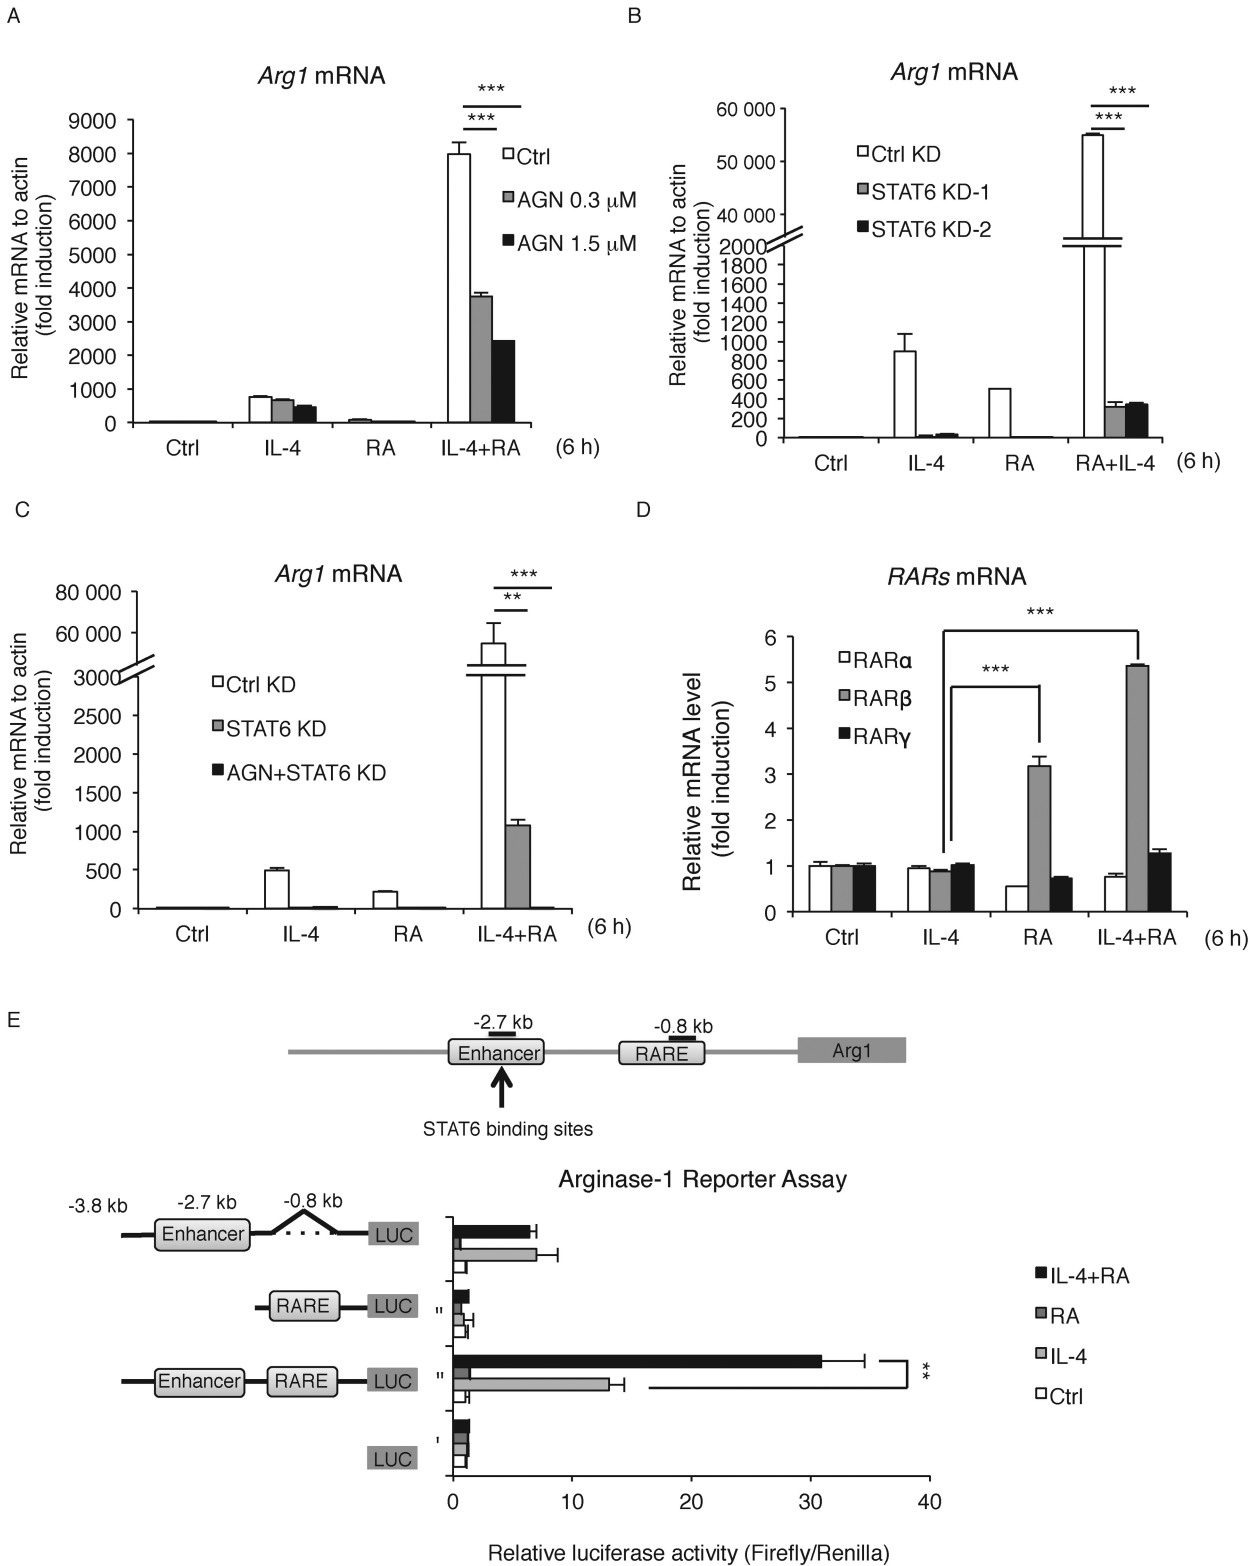 A
Arg1 mRNA
Relative mRNA to actin
(fold induction)
9000
8000
7000
6000
5000
4000
3000
2000
1000
0
***
***
Ctrl
AGN 0.3 μM
AGN 1.5 μM
Ctrl IL-4 RA IL-4+RA (6 h)
B
Arg1 mRNA
Relative mRNA to actin
(fold induction)
60 000
50 000
40 000
2000
1800
1600
1400
1200
1000
800
600
400
200
0
***
***
Ctrl KD
STAT6 KD-1
STAT6 KD-2
Ctrl IL-4 RA RA+IL-4 (6 h)
C
Arg1 mRNA
Relative mRNA to actin
(fold induction)
80 000
60 000
3000
2500
2000
1500
1000
500
0
***
**
Ctrl KD
STAT6 KD
AGN+STAT6 KD
Ctrl IL-4 RA IL-4+RA (6 h)
D
RARs mRNA
Relative mRNA level
(fold induction)
6
5
4
3
2
1
0
***
***
RARα
RARβ
RARγ
Ctrl IL-4 RA IL-4+RA (6 h)
E
-2.7 kb -0.8 kb
Enhancer RARE Arg1
STAT6 binding sites
Arginase-1 Reporter Assay
-3.8 kb -2.7 kb -0.8 kb
Enhancer LUC
RARE LUC "
Enhancer RARE LUC "
LUC '
**
IL-4+RA
RA
IL-4
Ctrl
0 10 20 30 40
Relative luciferase activity (Firefly/Renilla)